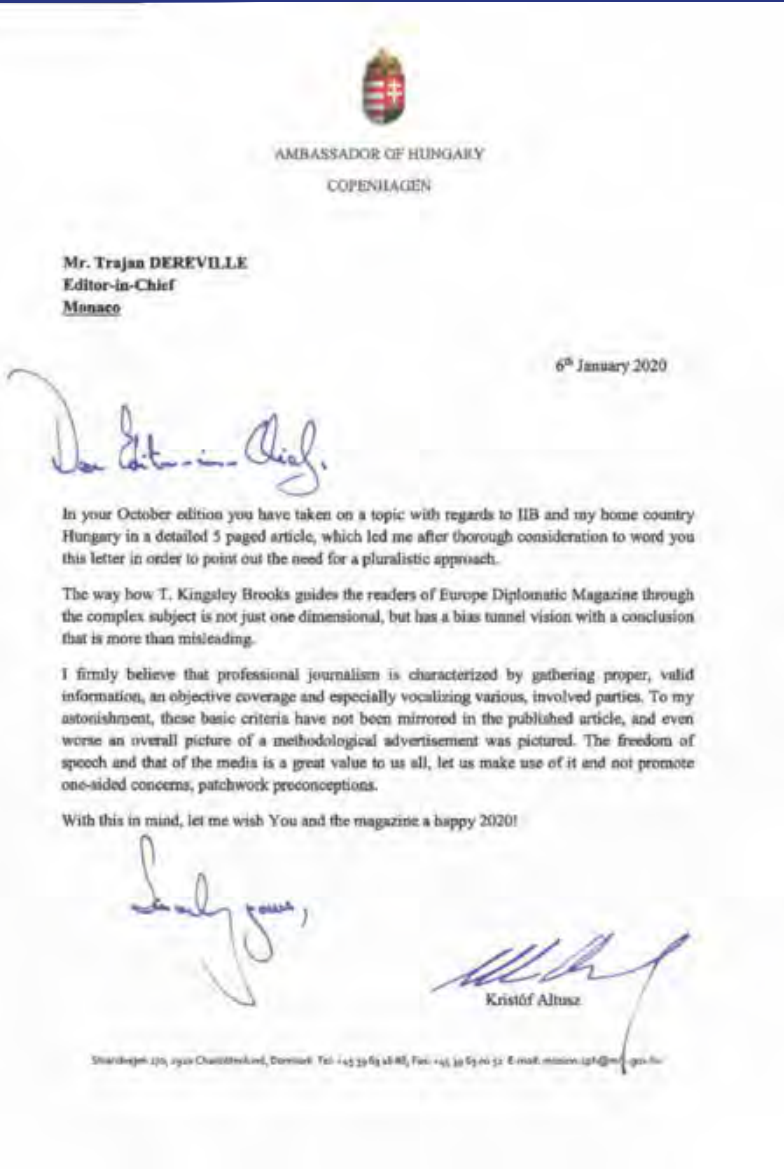 AMBASSADOR OF HUNGARY
COPENHAGEN
Mr. Trajan DEREVILLE
Editor-in-Chief
Monaco
6th January 2020
Dear Editor-in-Chief,
In your October edition you have taken on a topic with regards to IIB and my home country
Hungary in a detailed 5 paged article, which led me after thorough consideration to word you
this letter in order to point out the need for a pluralistic approach.
The way how T. Kingsley Brooks guides the readers of Europe Diplomatic Magazine through
the complex subject is not just one dimensional, but has a bias tunnel vision with a conclusion
that is more than misleading.
I firmly believe that professional journalism is characterized by gathering proper, valid
information, an objective coverage and especially vocalizing various, involved parties. To my
astonishment, these basic criteria have not been mirrored in the published article, and even
worse an overall picture of a methodological advertisement was pictured. The freedom of
speech and that of the media is a great value to us all, let us make use of it and not promote
one-sided concerns, patchwork preconceptions.
With this in mind, let me wish You and the magazine a happy 2020!
Sincerely yours,
Kristóf Altusz
Charlottenlund, Denmark Tel: Fax: E-mail: